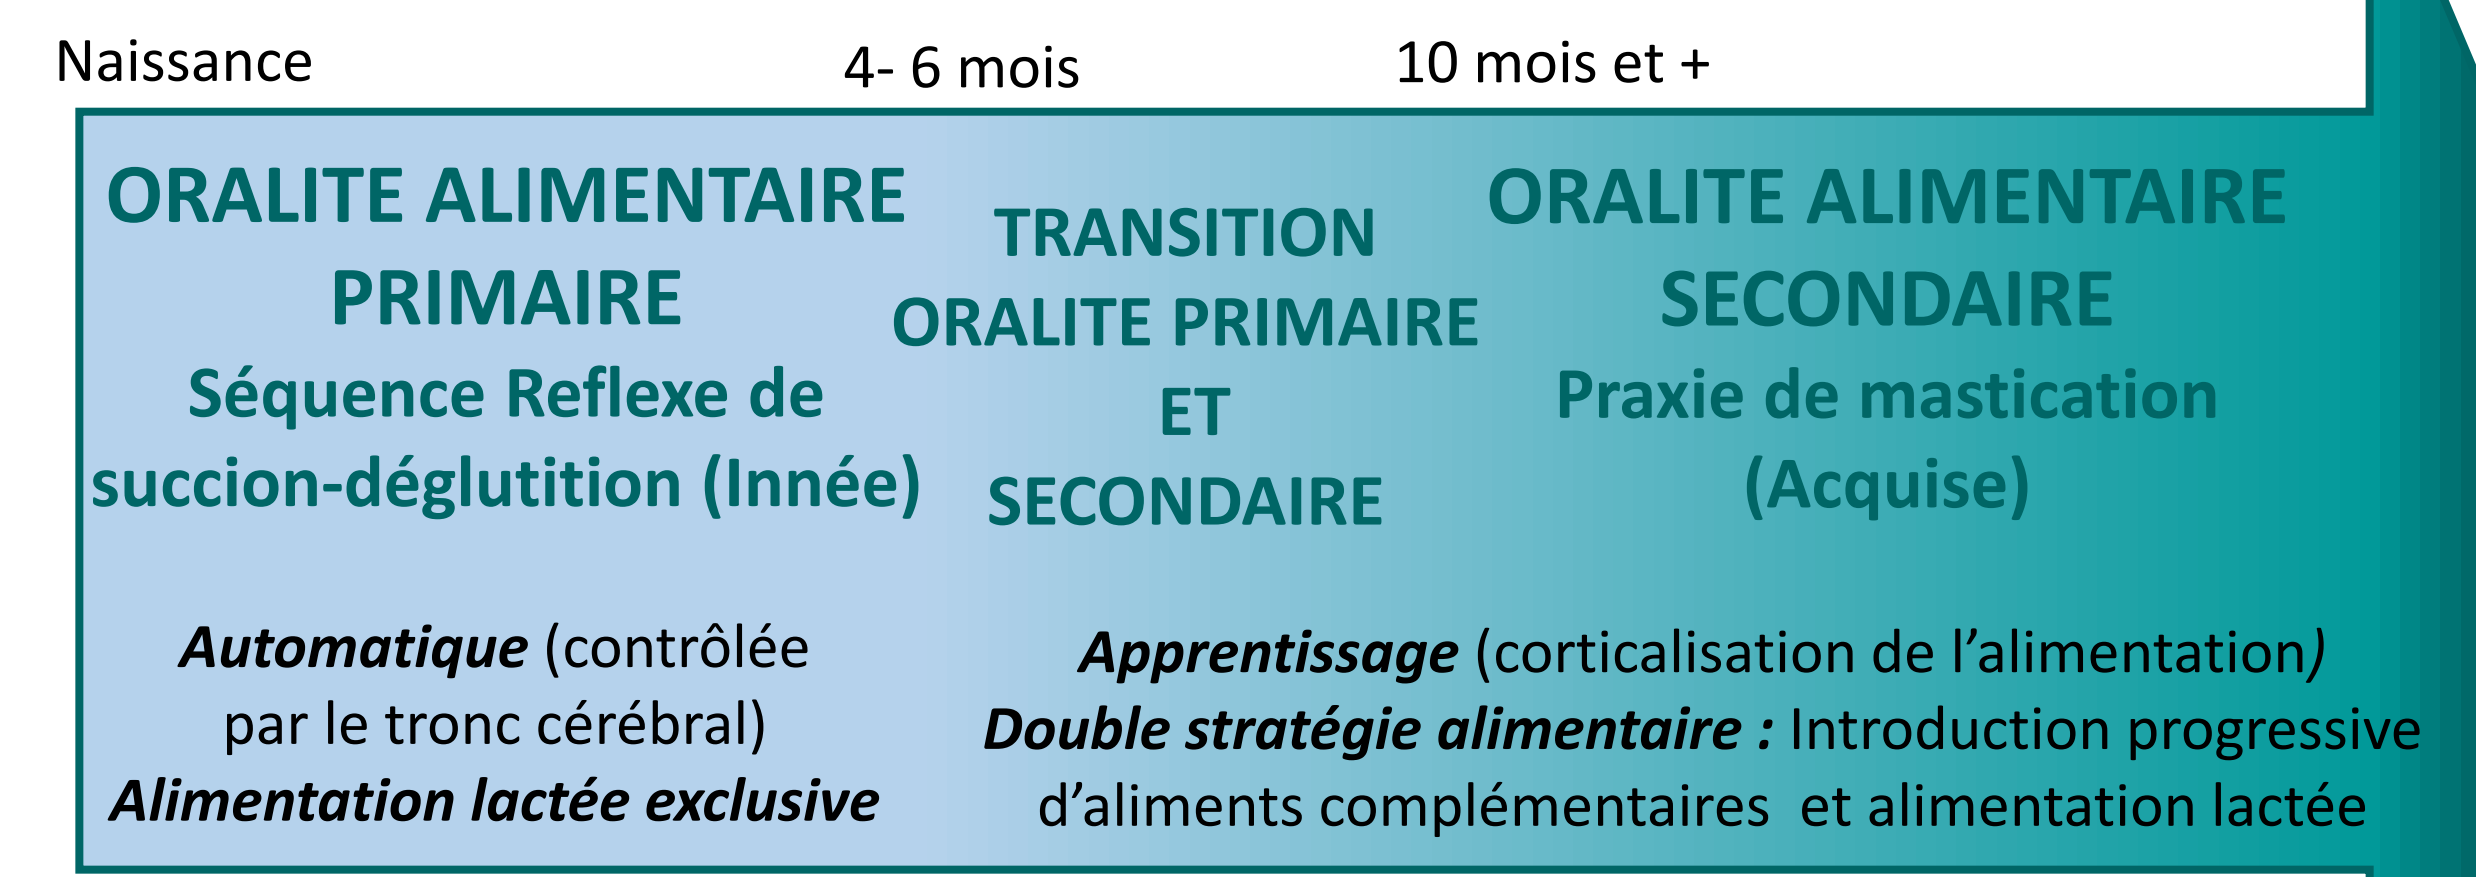 Naissance
4- 6 mois
10 mois et +
ORALITE ALIMENTAIRE
PRIMAIRE
Séquence Reflexe de
succion-déglutition (Innée)
Automatique (contrôlée
par le tronc cérébral)
Alimentation lactée exclusive
TRANSITION
ORALITE PRIMAIRE
ET
SECONDAIRE
ORALITE ALIMENTAIRE
SECONDAIRE
Praxie de mastication
(Acquise)
Apprentissage (corticalisation de l’alimentation)
Double stratégie alimentaire : Introduction progressive
d’aliments complémentaires  et alimentation lactée